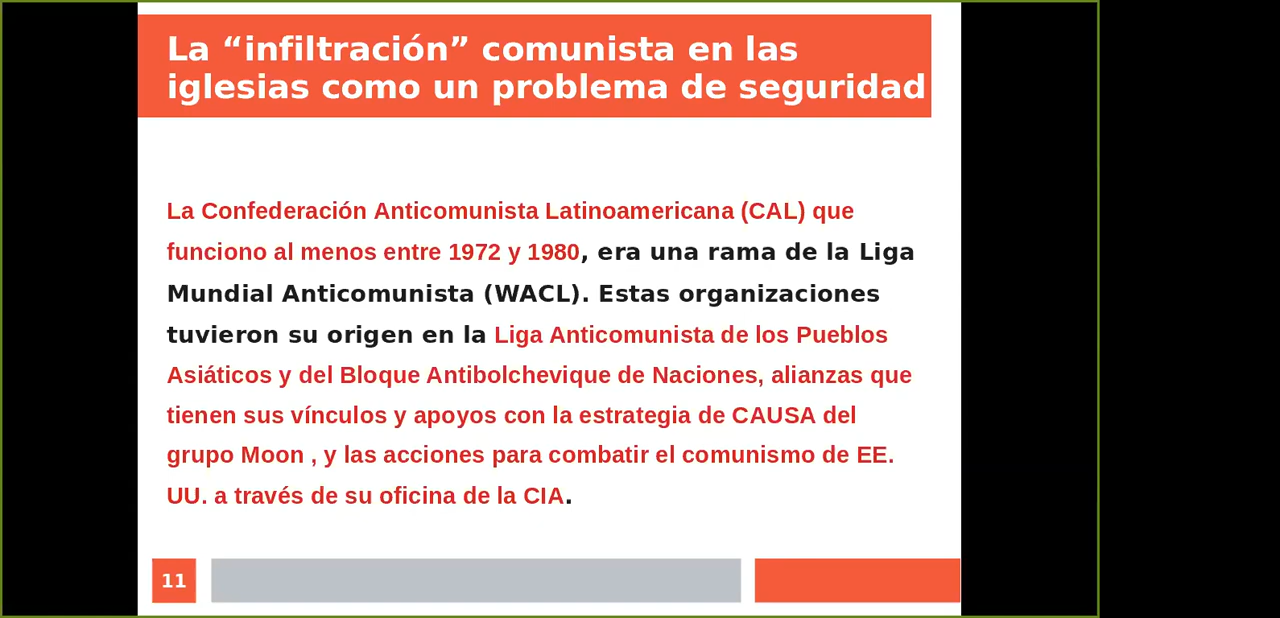 La “infiltración” comunista en las
iglesias como un problema de seguridad
La Confederación Anticomunista Latinoamericana (CAL) que
funciono al menos entre 1972 y 1980, era una rama de la Liga
Mundial Anticomunista (WACL). Estas organizaciones
tuvieron su origen en la Liga Anticomunista de los Pueblos
Asiáticos y del Bloque Antibolchevique de Naciones, alianzas que
tienen sus vínculos y apoyos con la estrategia de CAUSA del
grupo Moon , y las acciones para combatir el comunismo de EE.
UU. a través de su oficina de la CIA.
11